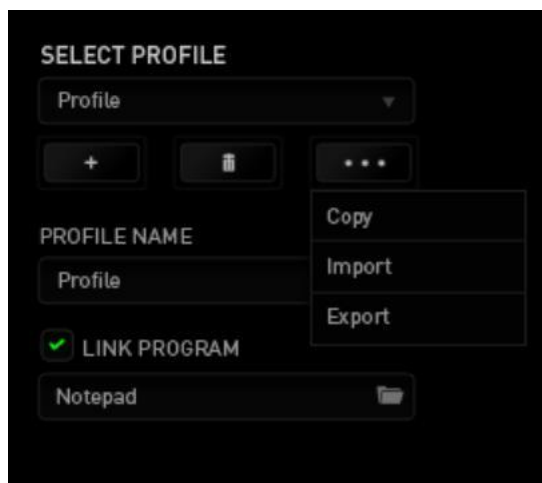 SELECT PROFILE
Profile
+
...
Copy
PROFILE NAME
Import
Profile
Export
LINK PROGRAM
Notepad